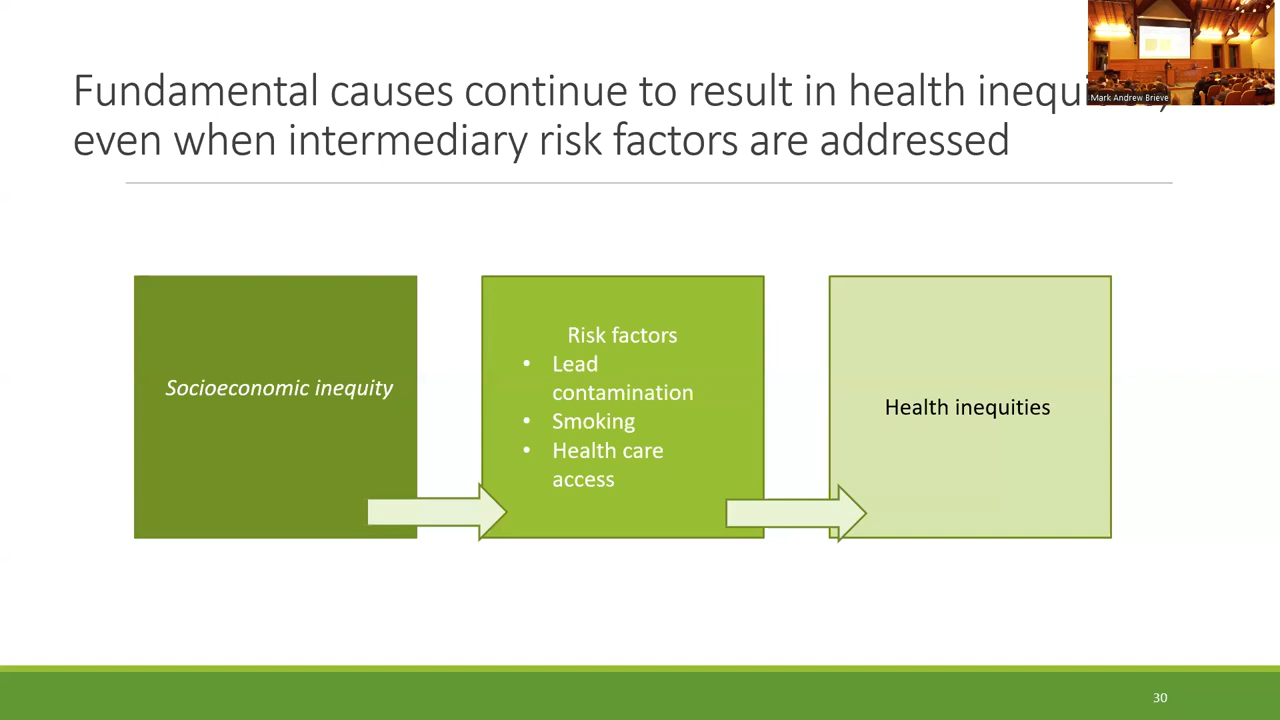 Fundamental causes continue to result in health
even when intermediary risk factors are addressed
Mark Andrew Brieve
Socioeconomic inequity
Risk factors
• Lead
contamination
• Smoking
• Health care
access
Health inequities
30